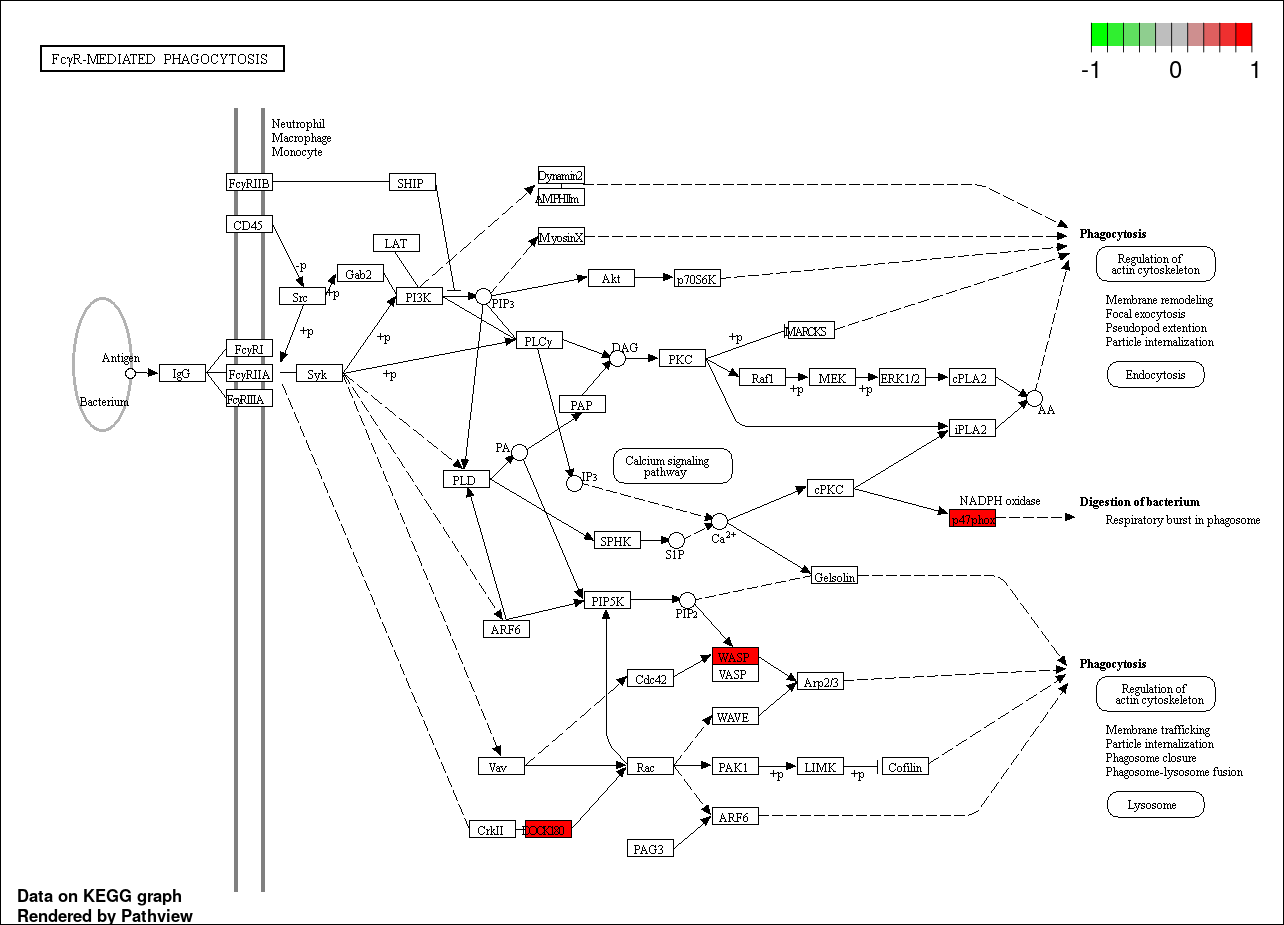 FcγR-MEDIATED PHAGOCYTOSIS
-1 0 1
Neutrophil
Macrophage
Monocyte
FcγRIIB
SHIP
Dynamin2
AMPHIIm
CD45
LAT
MyosinX
Phagocytosis
Regulation of
actin cytoskeleton
-p
Gab2
+p
Src
PI3K
PIP3
Akt
p70S6K
Membrane remodeling
Focal exocytosis
Pseudopod extention
Particle internalization
+p
+p
PLCγ
DAG
+p
MARCKS
Antigen
IgG
FcγRI
FcγRIIA
FcγRIIIA
Syk
+p
PKC
Raf1
+p
MEK
+p
ERK1/2
cPLA2
Endocytosis
Bacterium
PAP
AA
iPLA2
PA
PLD
IP3
Calcium signaling
pathway
cPKC
NADPH oxidase
p47phox
Digestion of bacterium
Respiratory burst in phagosome
SPHK
S1P
Ca2+
Gelsolin
PIP5K
PIP2
ARF6
WASP
VASP
Cdc42
Arp2/3
Phagocytosis
Regulation of
actin cytoskeleton
WAVE
Membrane trafficking
Particle internalization
Phagosome closure
Phagosome-lysosome fusion
Vav
Rac
PAK1
+p
LIMK
+p
Cofilin
Lysosome
CrkII
DOCK180
ARF6
PAG3
Data on KEGG graph
Rendered by Pathview